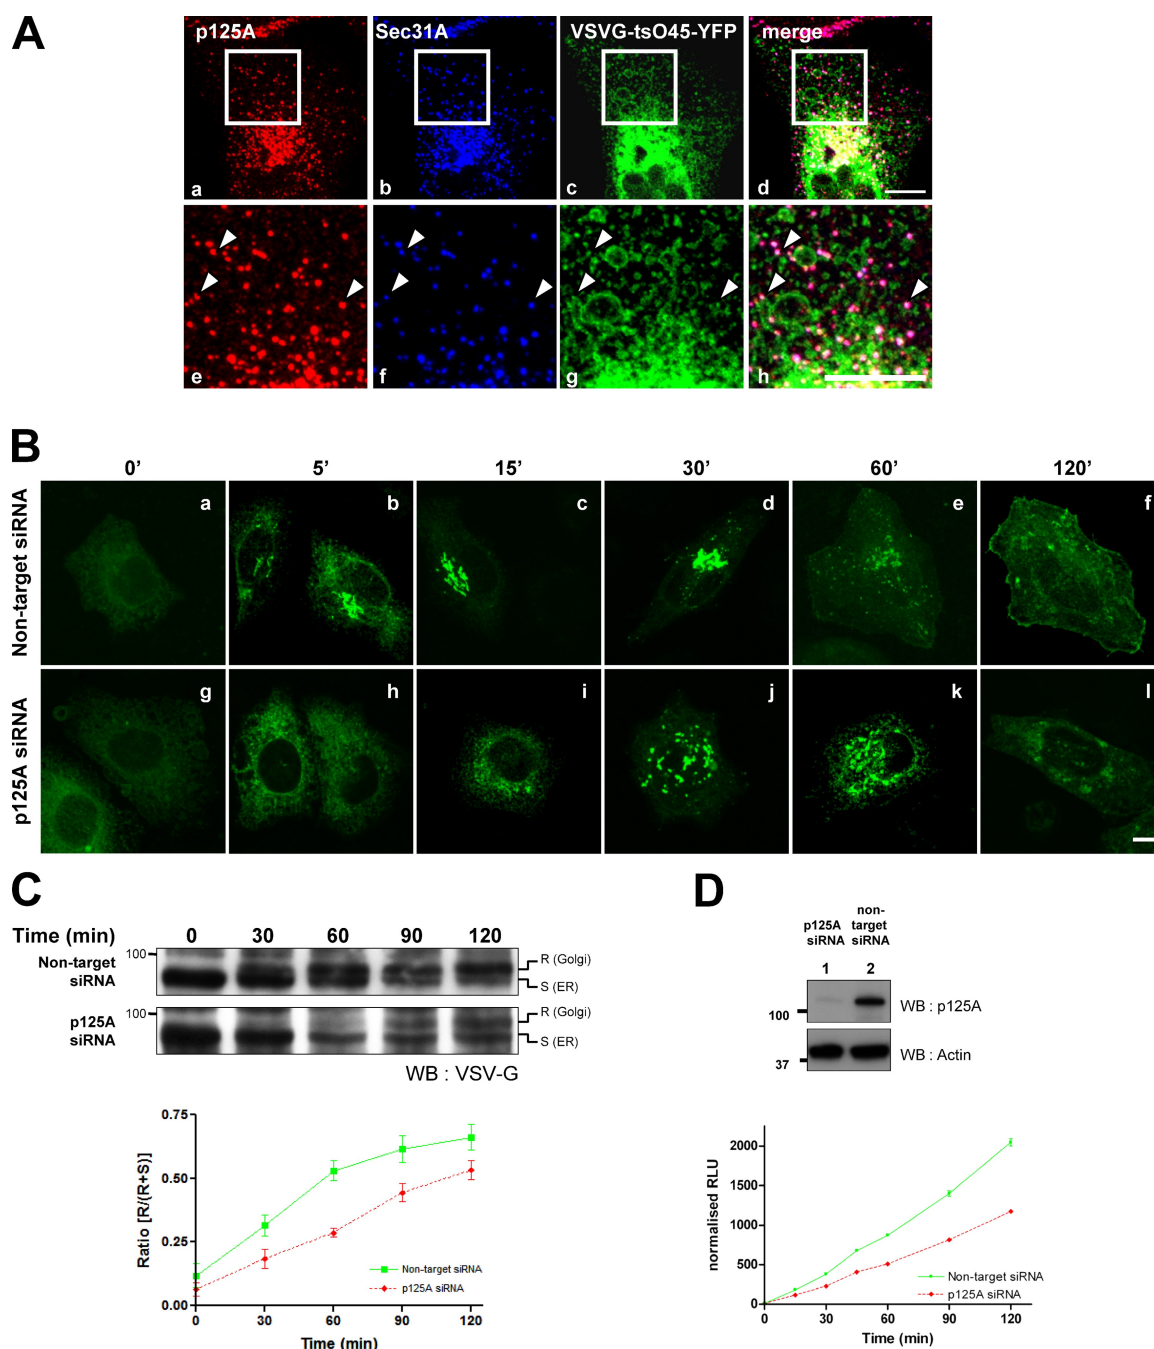 A
p125A Sec31A VSVG-tsO45-YFP merge
a b c d
e f g h
B
0’ 5’ 15’ 30’ 60’ 120’
Non-target siRNA
a b c d e f
p125A siRNA
g h i j k l
C
Time (min) 0 30 60 90 120
Non-target siRNA
100
R (Golgi)
S (ER)
p125A siRNA
100
R (Golgi)
S (ER)
WB : VSV-G
Ratio [R/(R+S)]
0.75
0.50
0.25
0.00
Non-target siRNA
p125A siRNA
0 30 60 90 120
Time (min)
D
p125A siRNA
non-target siRNA
1 2
100
WB : p125A
37
WB : Actin
normalised RLU
2000
1500
1000
500
0
Non-target siRNA
p125A siRNA
0 30 60 90 120
Time (min)